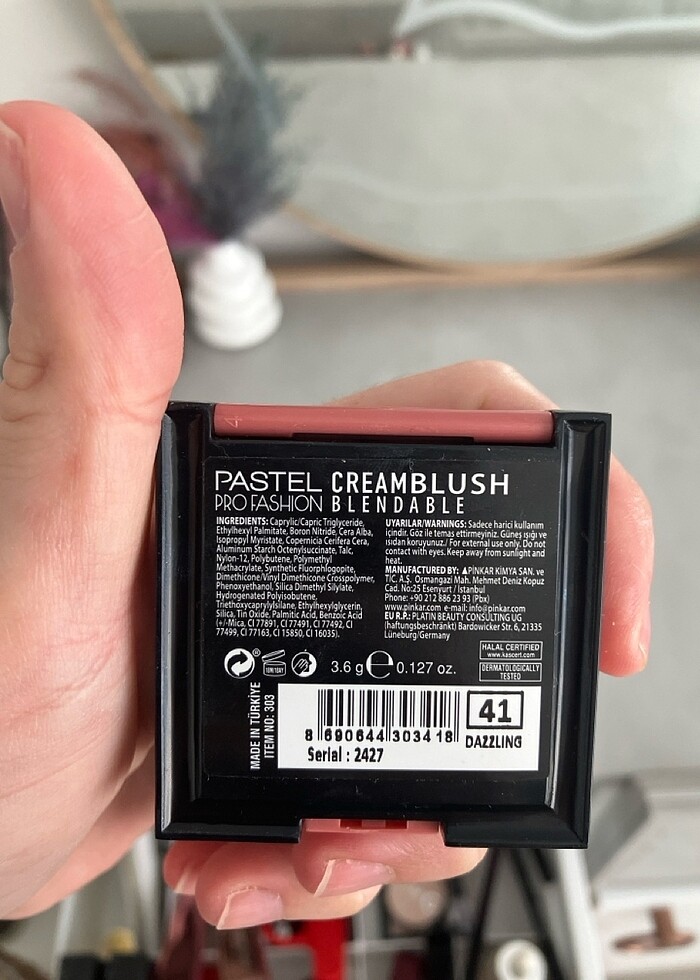 PASTEL CREAMBLUSH
PRO FASHION BLENDABLE
INGREDIENTS: Caprylic/Capric Triglyceride,
Ethylhexyl Palmitate, Boron Nitride, Cera Alba,
Isopropyl Myristate, Copernicia Cerifera Cera,
Aluminum Starch Octenylsuccinate, Talc,
Nylon-12, Polybutene, Polymethyl
Methacrylate, Synthetic Fluorphlogopite,
Dimethicone/Vinyl Dimethicone Crosspolymer,
Phenoxyethanol, Silica Dimethyl Silylate,
Hydrogenated Polyisobutene,
Triethoxycaprylylsilane, Ethylhexylglycerin,
Silica, Tin Oxide, Palmitic Acid, Benzoic Acid
(+/-Mica, CI 77891, CI 77491, CI 77492, CI
77499, CI 77163, CI 15850, CI 16035).
UYARILAR/WARNINGS: Sadece harici kullanım
içindir. Göz ile temas ettirmeyiniz. Güneş ışığı ve
ısıdan koruyunuz./ For external use only. Do not
contact with eyes. Keep away from sunlight and
heat.
MANUFACTURED BY: PİNKAR KİMYA SAN. ve
TİC. A.Ş. Osmangazi Mah. Mehmet Deniz Kopuz
Cad. No:25 Esenyurt / İstanbul
Phone: +90 212 886 23 93 (Pbx)
www.pinkar.com e-mail: info@pinkar.com
EU R.P.: PLATIN BEAUTY CONSULTING UG
(haftungsbeschränkt) Bardowicker Str. 6, 21335
Lüneburg/Germany
HALAL CERTIFIED
www.kascert.com
DERMATOLOGICALLY
TESTED
3.6 g e 0.127 oz.
MADE IN TÜRKİYE
ITEM NO: 303
8 690644 303418
Serial : 2427
41
DAZZLING